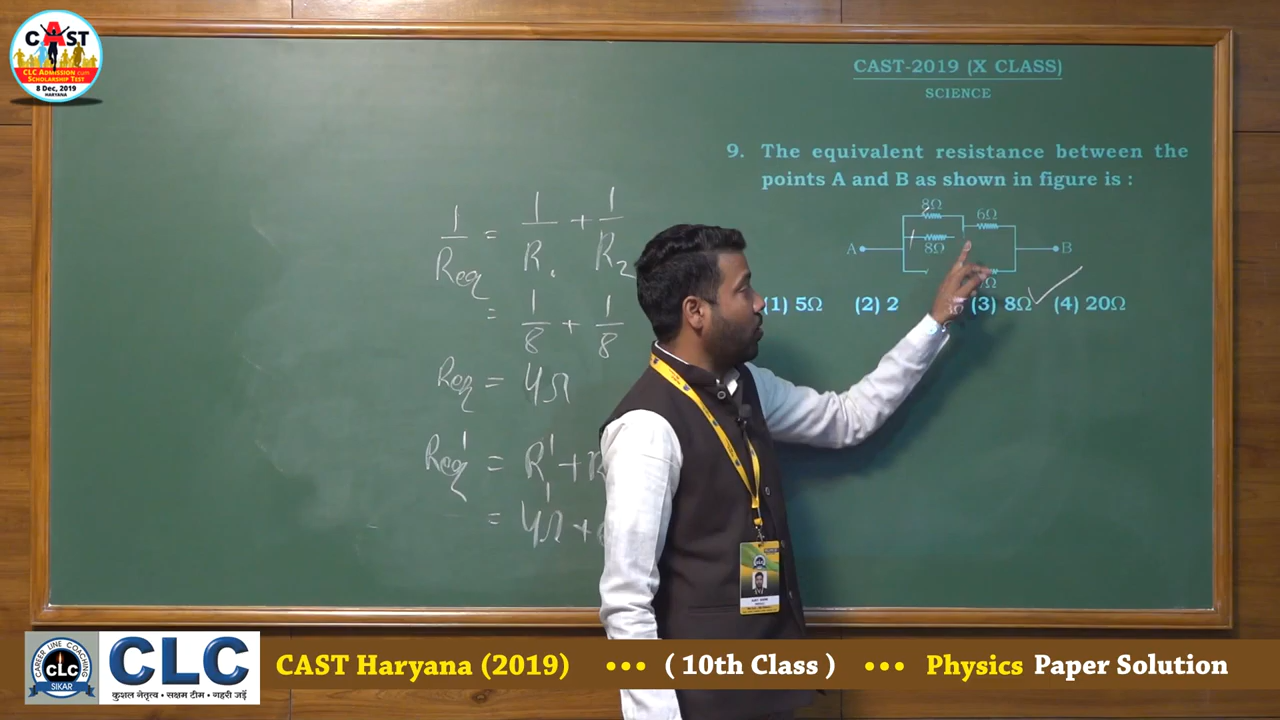 CAST
CLC ADMISSION.com
SCHOLARSHIP TEST
8 Dec, 2019
HARYANA
CAST-2019 (X CLASS)
SCIENCE
9. The equivalent resistance between the
points A and B as shown in figure is :
8Ω
6Ω
A
8Ω
B
(1) 5Ω (2) 2 (3) 8Ω (4) 20Ω
1/Req = 1/R1 + 1/R2
= 1/8 + 1/8
Req = 4Ω
Req' = R' +
= 4Ω +
CAREER LINE COACHING
CLC
SIKAR
CLC
कुशल नेतृत्व • सक्षम टीम • गहरी जड़ें
CAST Haryana (2019) ••• ( 10th Class ) ••• Physics Paper Solution